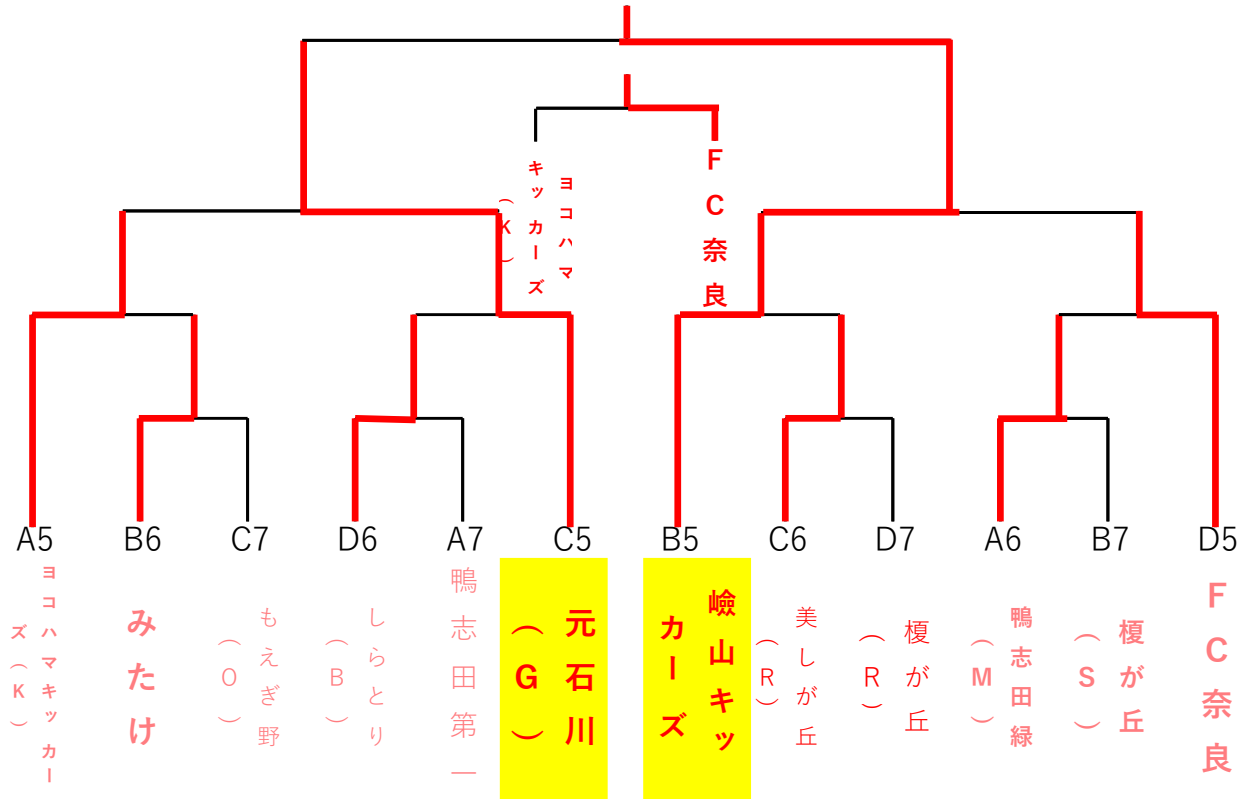 ヨコハマ
キッカーズ
（K）
FC奈良
A5
B6
C7
D6
A7
C5
B5
C6
D7
A6
B7
D5
ヨコハマキッカー
ズ（K）
みたけ
もえぎ野
（O）
しらとり
（B）
鴨志田第一
元石川
（G）
嶮山キッ
カーズ
美しが丘
（R）
榎が丘
（R）
鴨志田緑
（M）
榎が丘
（S）
FC奈良